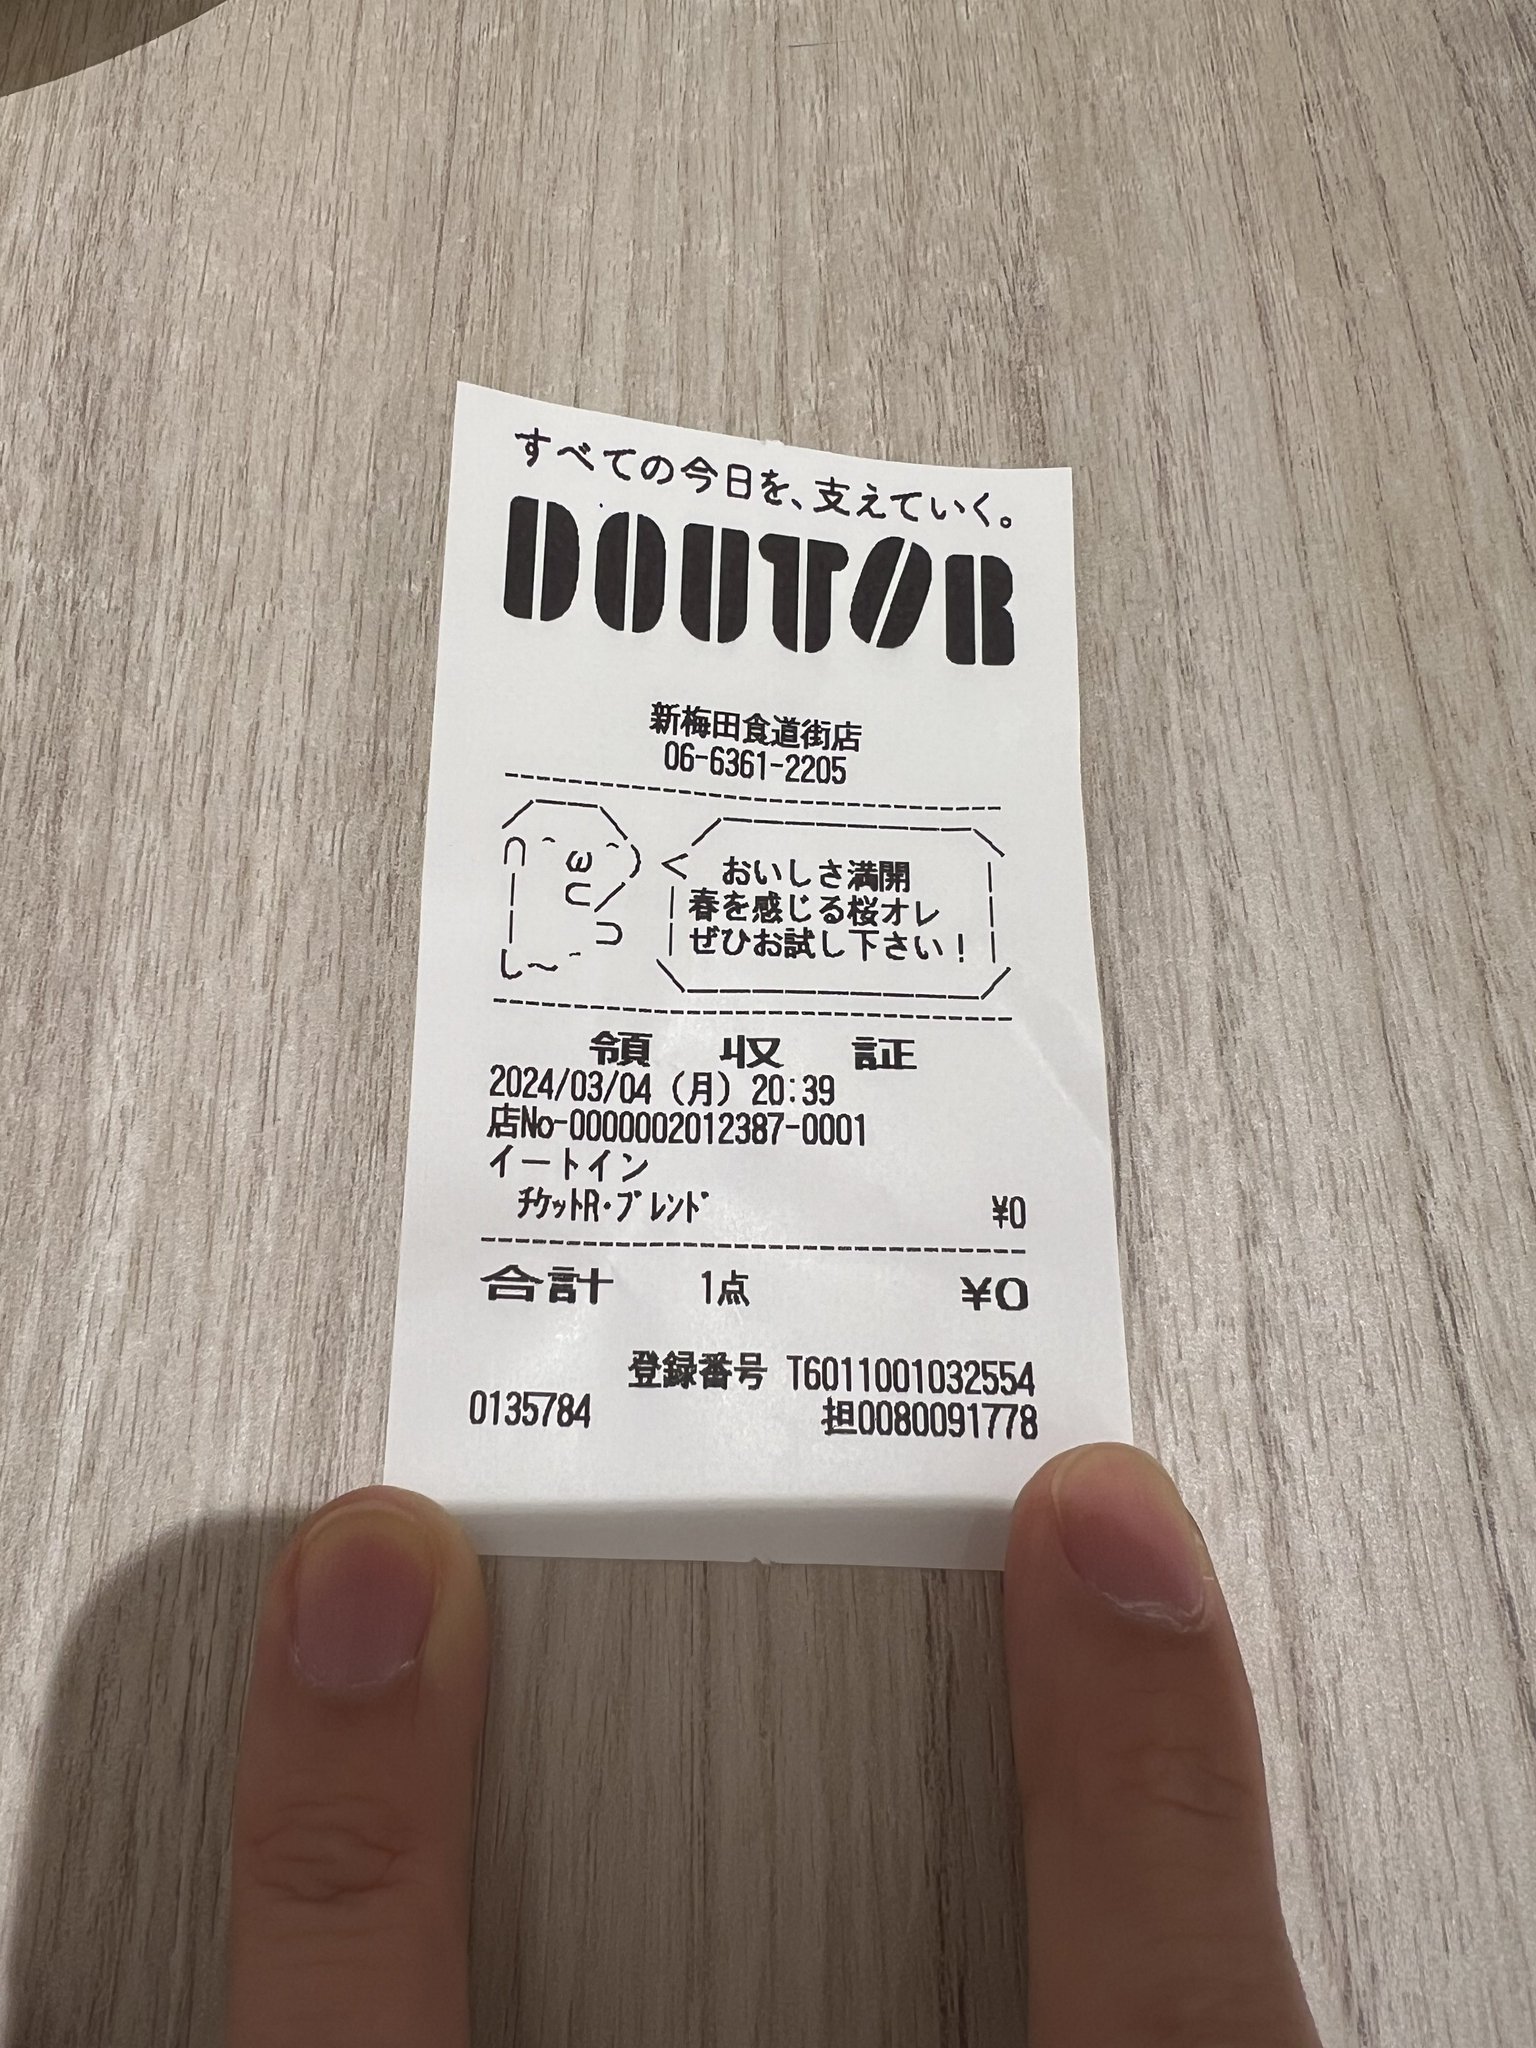 すべての今日を、支えていく。
DOUTOR
新梅田食道街店
06-6361-2205
おいしさ満開
春を感じる桜オレ
ぜひお試し下さい！
領収証
2024/03/04（月）20:39
店No-0000002012387-0001
イートイン
ﾁｹｯﾄR･ﾌﾞﾚﾝﾄﾞ ¥0
合計 1点 ¥0
登録番号 T6011001032554
0135784 担0080091778